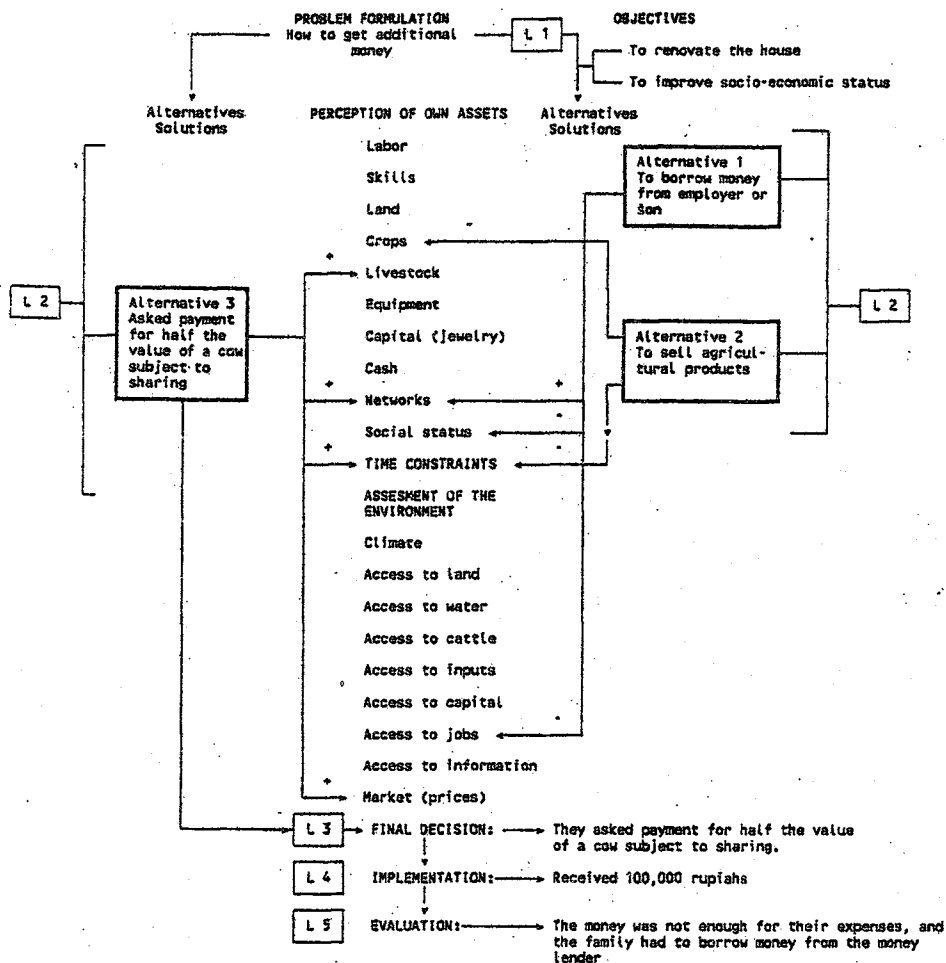 PROBLEM FORMULATION
How to get additional
money
L 1
OBJECTIVES
To renovate the house
To improve socio-economic status
Alternatives
Solutions
PERCEPTION OF OWN ASSETS
Alternatives
Solutions
Labor
Skills
Land
Crops
+
Livestock
Equipment
Capital (jewelry)
Cash
+
+
Networks
-
Social status
+
-
TIME CONSTRAINTS
Alternative 1
To borrow money
from employer or
son
Alternative 2
To sell agricul-
tural products
L 2
L 2
Alternative 3
Asked payment
for half the
value of a cow
subject to
sharing
ASSESMENT OF THE
ENVIRONMENT
Climate
Access to land
Access to water
Access to cattle
Access to inputs
Access to capital
-
Access to jobs
Access to information
+
Market (prices)
L 3
FINAL DECISION:
They asked payment for half the value
of a cow subject to sharing.
L 4
IMPLEMENTATION:
Received 100,000 rupiahs
L 5
EVALUATION:
The money was not enough for their expenses, and
the family had to borrow money from the money
lender